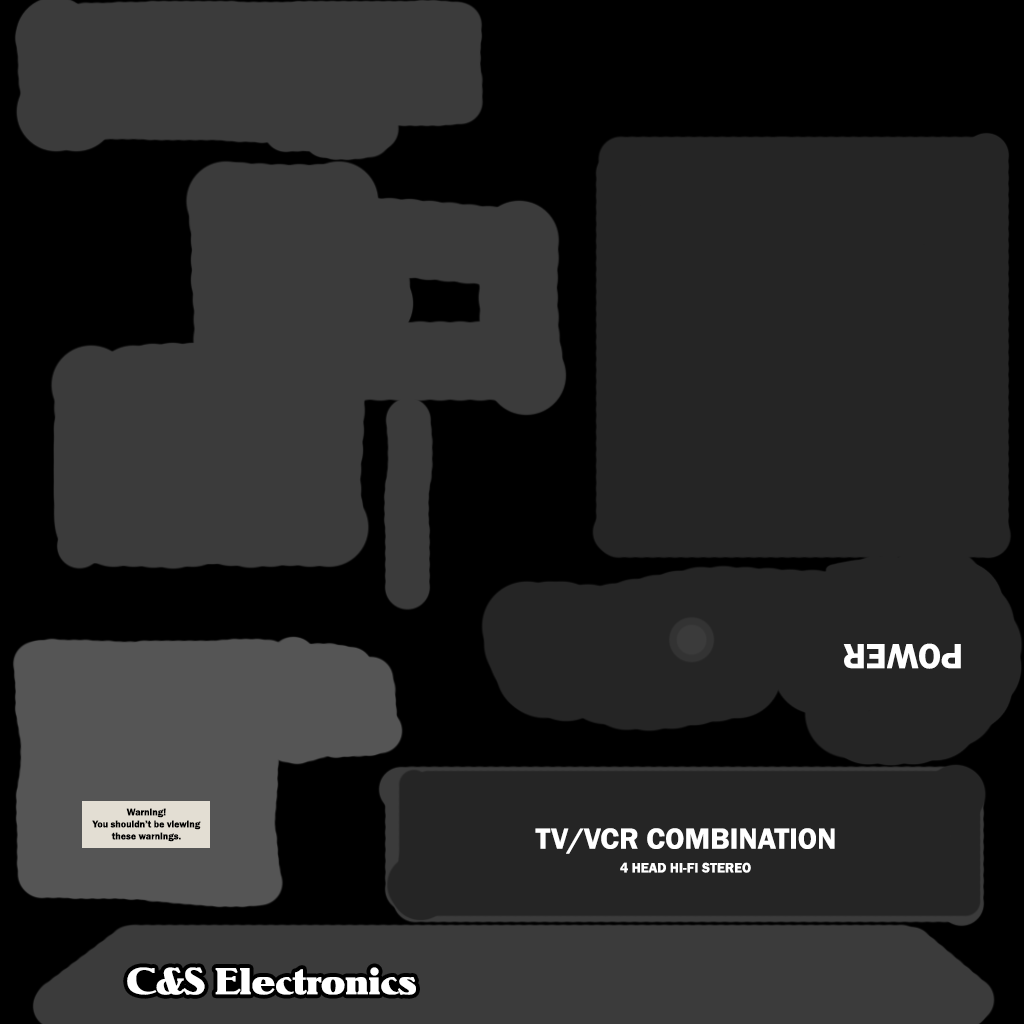 POWER
Warning!
You shouldn't be viewing
these warnings.
TV/VCR COMBINATION
4 HEAD HI-FI STEREO
C&S Electronics